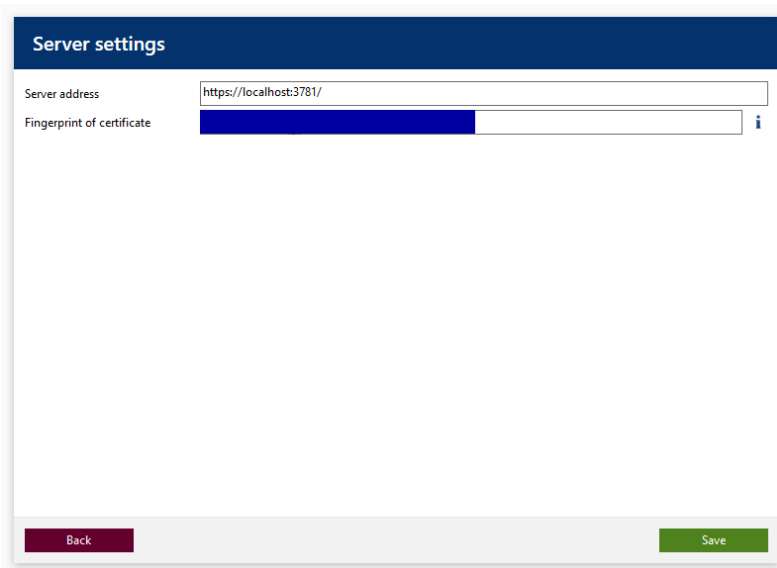 Server settings
Server address
https://localhost:3781/
Fingerprint of certificate
i
Back
Save